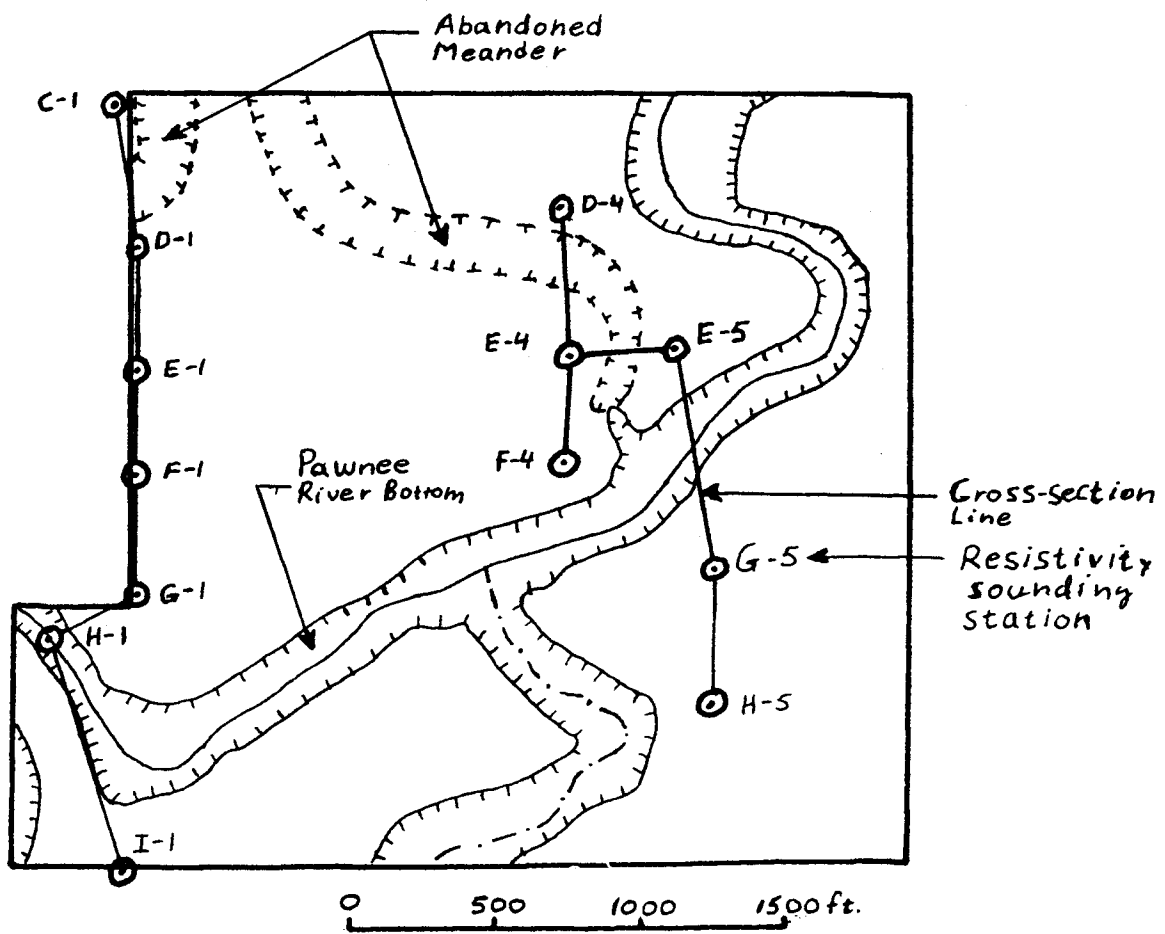 Abandoned
Meander
C-1
D-1
D-4
E-4
E-5
E-1
F-4
F-1
Pawnee
River Bottom
Cross-section
Line
G-5
Resistivity
sounding
station
G-1
H-1
H-5
I-1
0 500 1000 1500 ft.